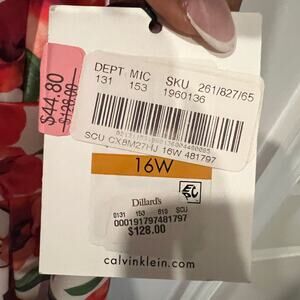 $44.80
$128.00
DEPT MIC SKU 261/827/65
131 153 1960136
SCU CX8M27HJ 16W 481797
16W
Dillard's
0131 153 810 SCU
000191797481797
$128.00
calvinklein.com